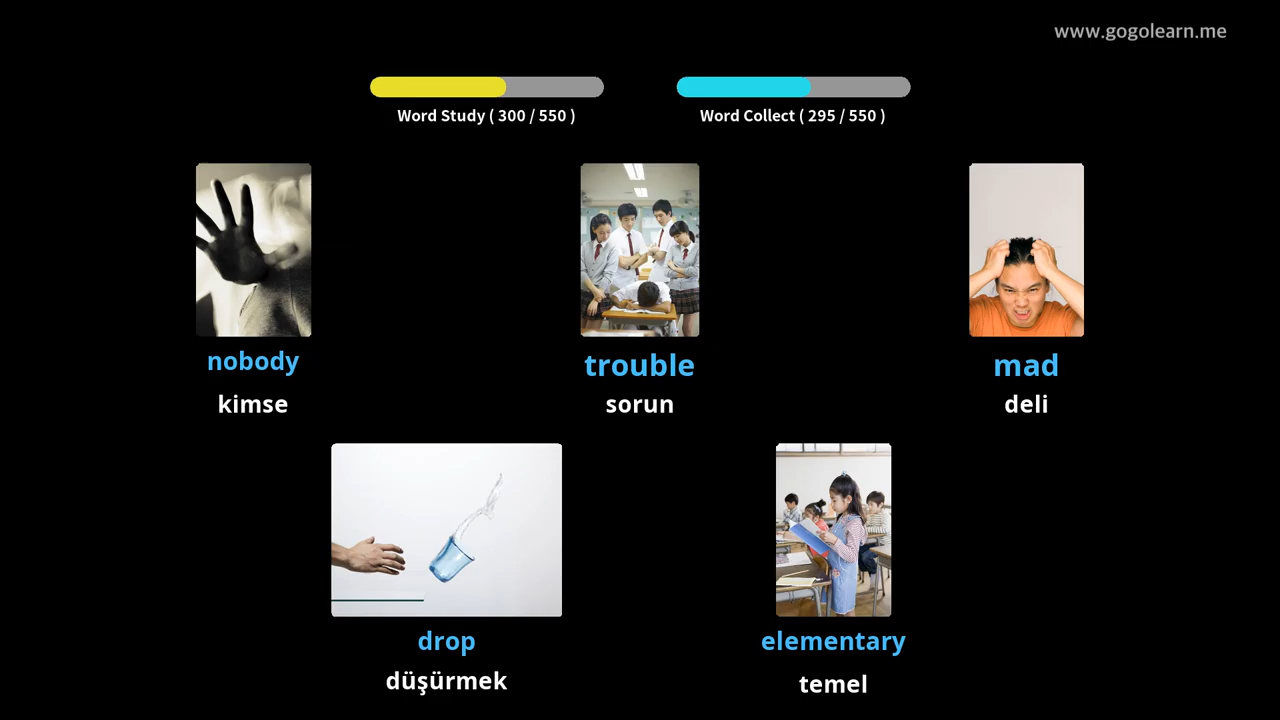 www.gogolearn.me
Word Study ( 300 / 550 )
Word Collect ( 295 / 550 )
nobody
kimse
trouble
sorun
mad
deli
drop
düşürmek
elementary
temel